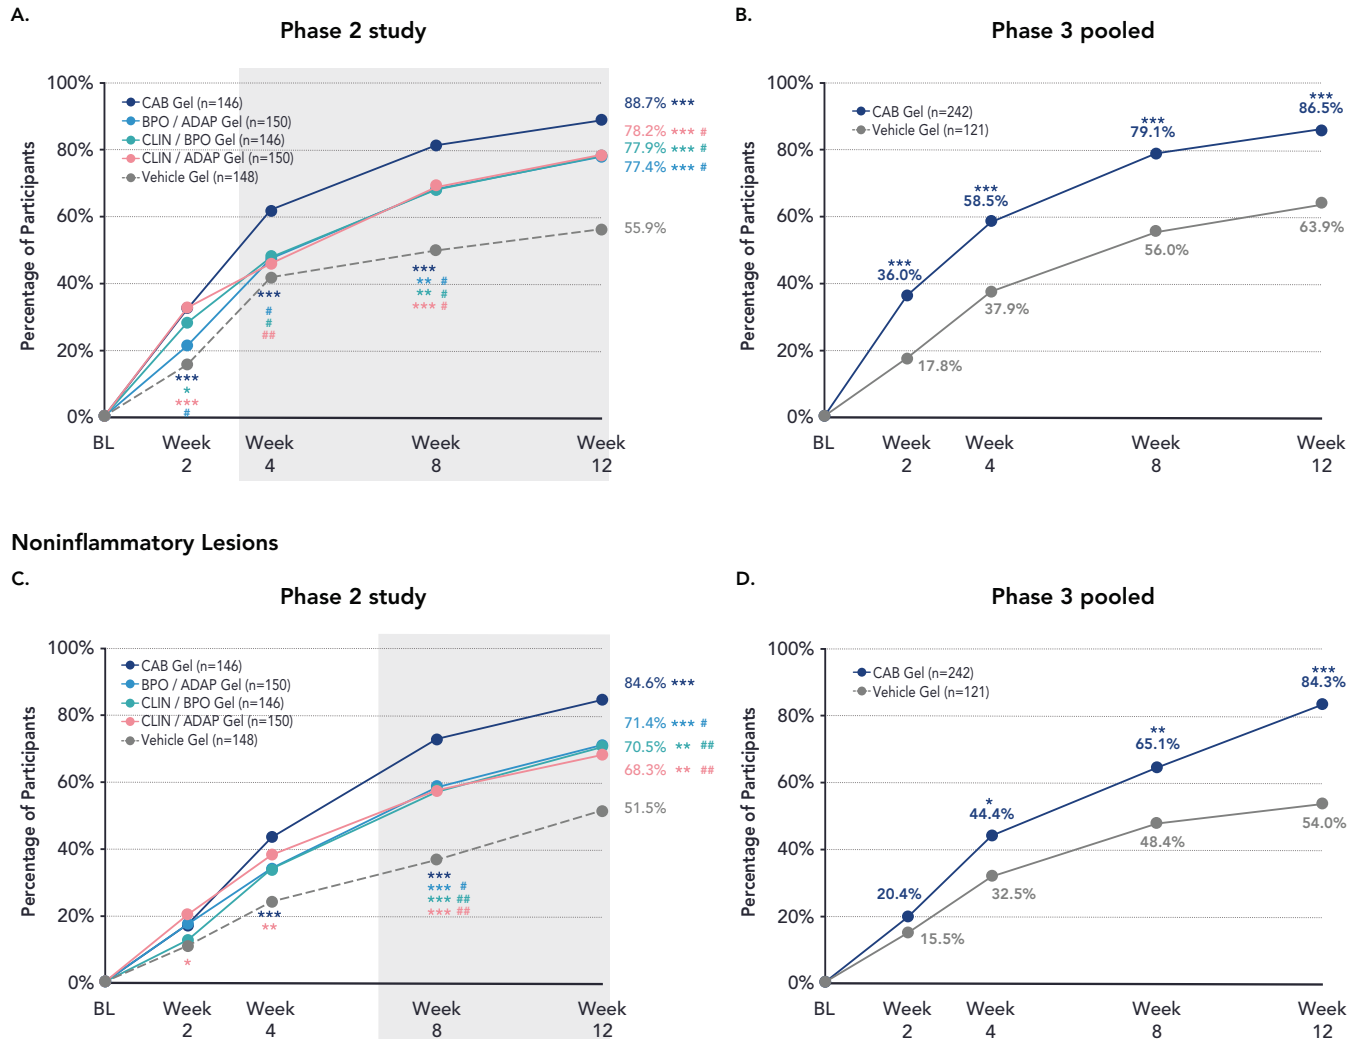 A.
Phase 2 study
Percentage of Participants
100%
80%
60%
40%
20%
0%
CAB Gel (n=146)
BPO / ADAP Gel (n=150)
CLIN / BPO Gel (n=146)
CLIN / ADAP Gel (n=150)
Vehicle Gel (n=148)
88.7% ***
78.2% *** #
77.9% *** #
77.4% *** #
55.9%
***
*
***
#
***
#
#
##
***
** #
** #
*** #
BL
Week 2
Week 4
Week 8
Week 12
B.
Phase 3 pooled
Percentage of Participants
100%
80%
60%
40%
20%
0%
CAB Gel (n=242)
Vehicle Gel (n=121)
***
36.0%
***
58.5%
***
79.1%
***
86.5%
17.8%
37.9%
56.0%
63.9%
BL
Week 2
Week 4
Week 8
Week 12
Noninflammatory Lesions
C.
Phase 2 study
Percentage of Participants
100%
80%
60%
40%
20%
0%
CAB Gel (n=146)
BPO / ADAP Gel (n=150)
CLIN / BPO Gel (n=146)
CLIN / ADAP Gel (n=150)
Vehicle Gel (n=148)
84.6% ***
71.4% *** #
70.5% ** ##
68.3% ** ##
51.5%
*
***
**
***
*** #
*** ##
*** ##
BL
Week 2
Week 4
Week 8
Week 12
D.
Phase 3 pooled
Percentage of Participants
100%
80%
60%
40%
20%
0%
CAB Gel (n=242)
Vehicle Gel (n=121)
20.4%
*
44.4%
**
65.1%
***
84.3%
15.5%
32.5%
48.4%
54.0%
BL
Week 2
Week 4
Week 8
Week 12